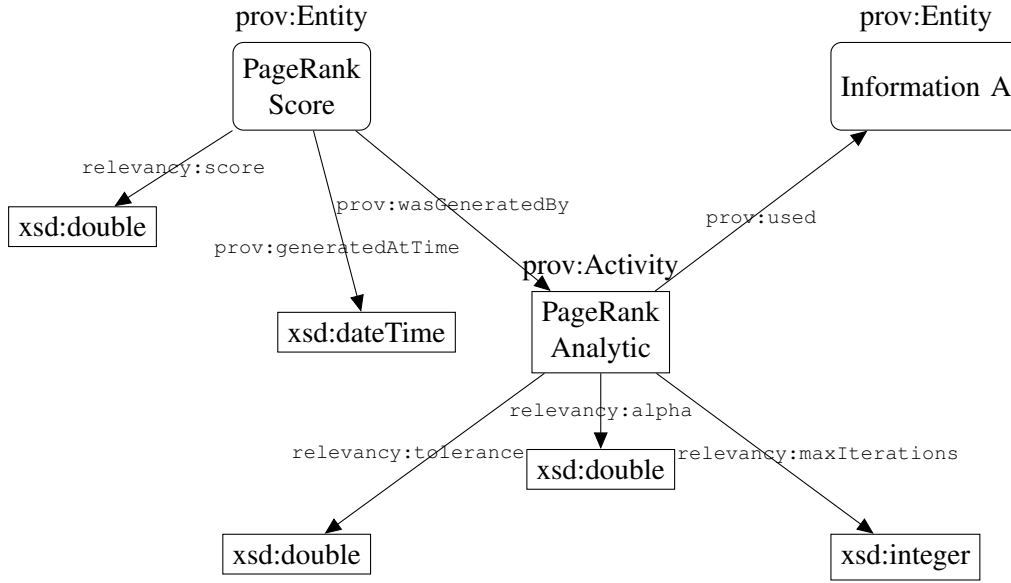 prov:Entity
prov:Entity
PageRank
Score
Information A
relevancy:score
prov:wasGeneratedBy
prov:used
xsd:double
prov:generatedAtTime
prov:Activity
PageRank
Analytic
xsd:dateTime
relevancy:alpha
relevancy:tolerance
relevancy:maxIterations
xsd:double
xsd:double
xsd:integer